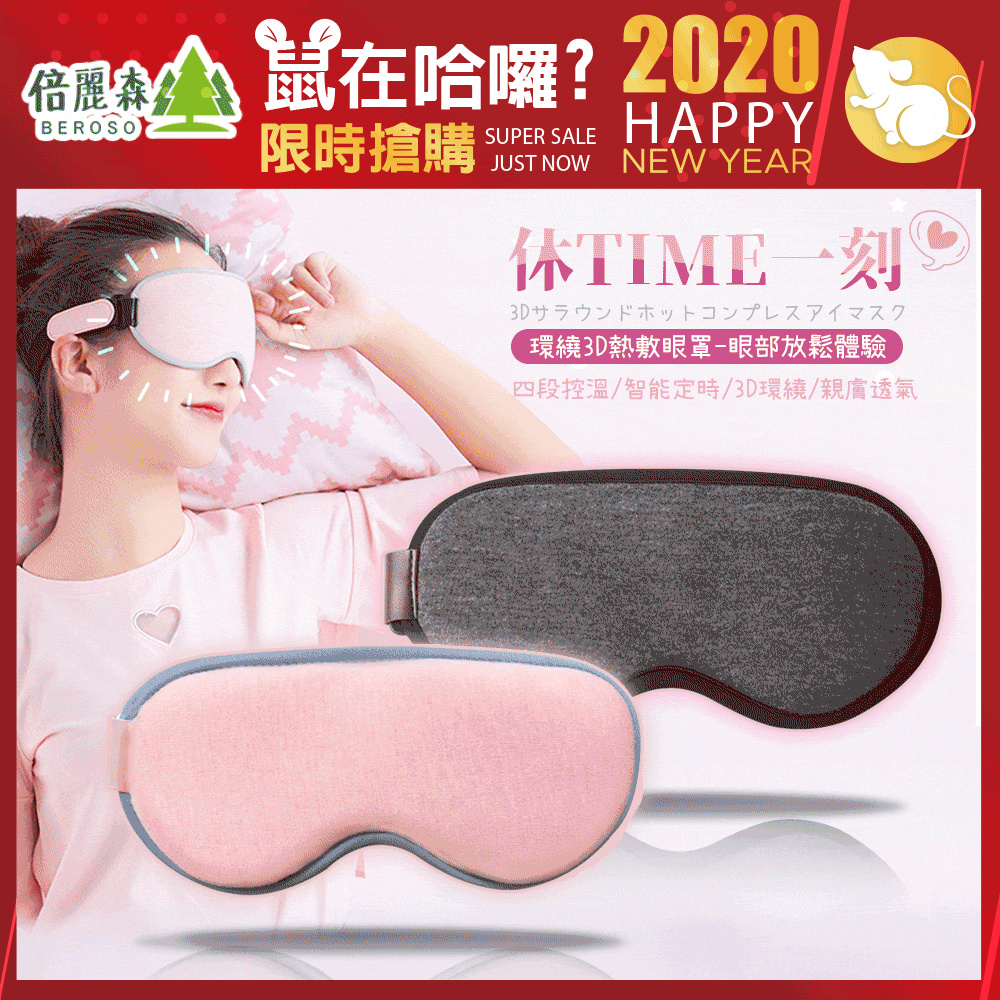 倍麗森
BEROSO
鼠在哈囉?
限時搶購
SUPER SALE
JUST NOW
2020
HAPPY
NEW YEAR
休TIME一刻
3Dサラウンドホットコンプレスアイマスク
環繞3D熱敷眼罩-眼部放鬆體驗
四段控溫/智能定時/3D環繞/親膚透氣